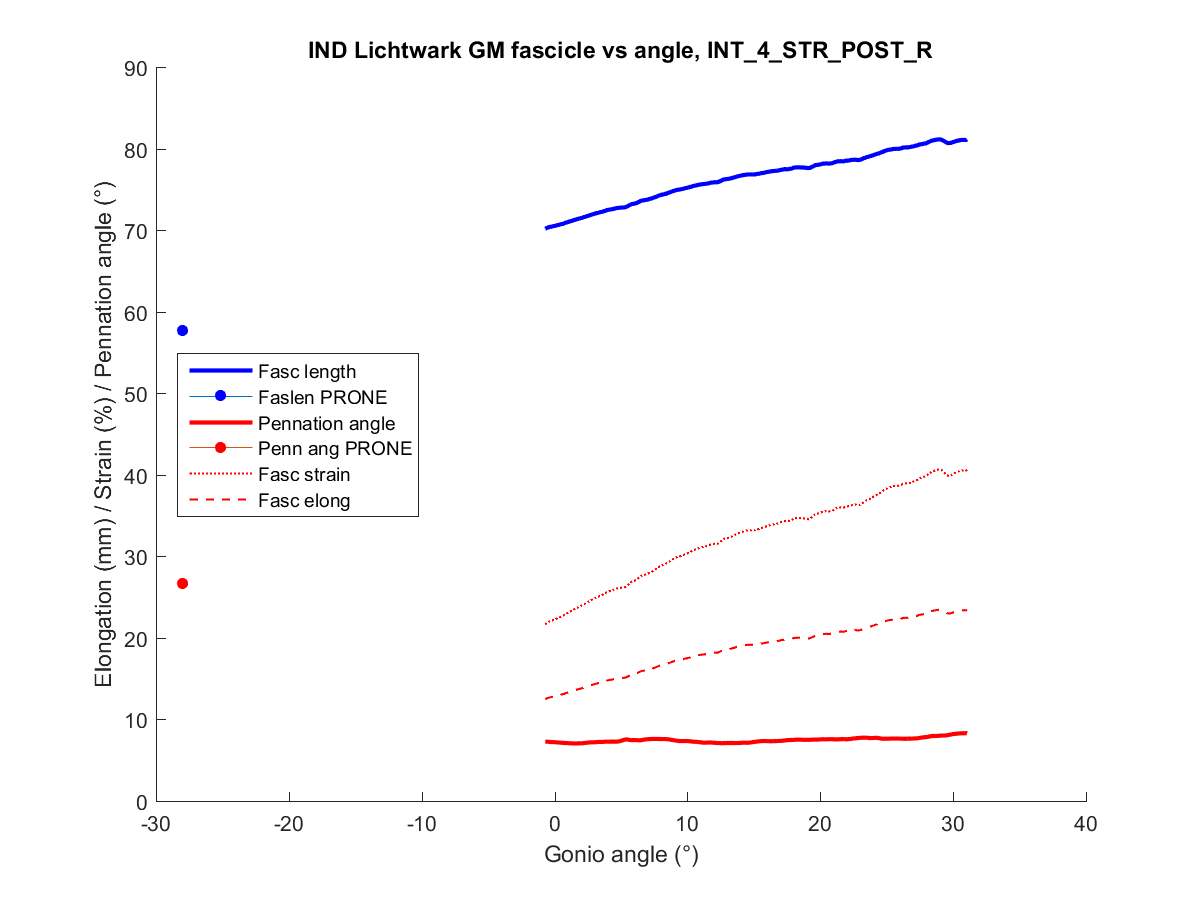 IND Lichtwark GM fascicle vs angle, INT_4_STR_POST_R
Elongation (mm) / Strain (%) / Pennation angle (°)
90
80
70
60
50
40
30
20
10
0
Fasc length
Faslen PRONE
Pennation angle
Penn ang PRONE
Fasc strain
Fasc elong
-30 -20 -10 0 10 20 30 40
Gonio angle (°)